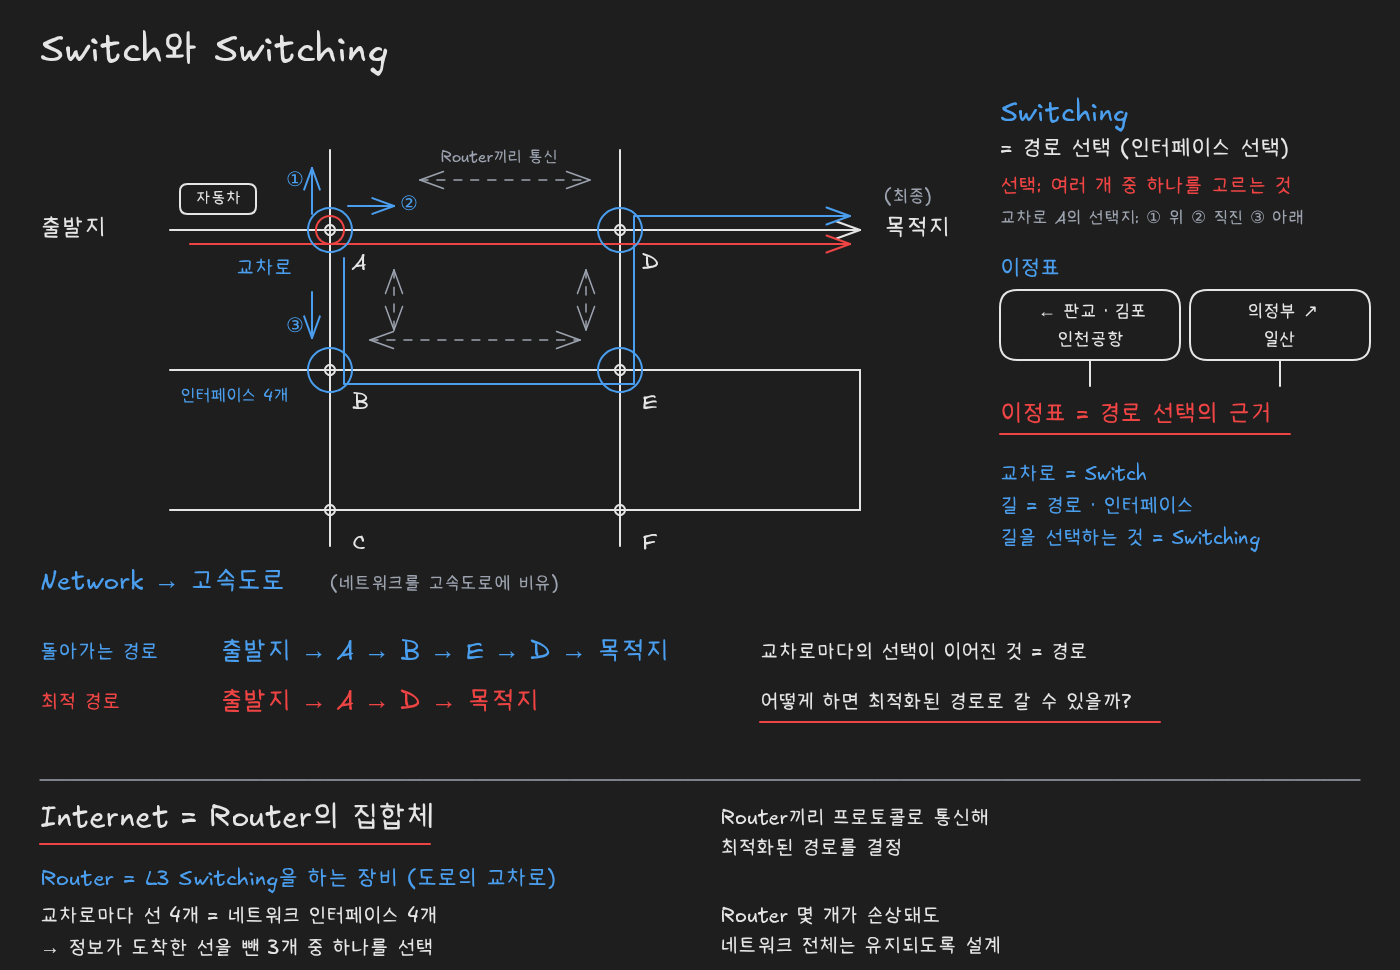 Switch와 Switching
Router끼리 통신
①
②
자동차
출발지
(최종)
목적지
교차로
A
D
③
인터페이스 4개
B
E
C
F
Switching
= 경로 선택 (인터페이스 선택)
선택; 여러 개 중 하나를 고르는 것
교차로 A의 선택지; ① 위 ② 직진 ③ 아래
이정표
← 판교 · 김포
인천공항
의정부 ↗
일산
이정표 = 경로 선택의 근거
교차로 = Switch
길 = 경로 · 인터페이스
길을 선택하는 것 = Switching
Network → 고속도로
(네트워크를 고속도로에 비유)
돌아가는 경로
출발지 → A → B → E → D → 목적지
교차로마다의 선택이 이어진 것 = 경로
최적 경로
출발지 → A → D → 목적지
어떻게 하면 최적화된 경로로 갈 수 있을까?
Internet = Router의 집합체
Router = L3 Switching을 하는 장비 (도로의 교차로)
교차로마다 선 4개 = 네트워크 인터페이스 4개
→ 정보가 도착한 선을 뺀 3개 중 하나를 선택
Router끼리 프로토콜로 통신해
최적화된 경로를 결정
Router 몇 개가 손상돼도
네트워크 전체는 유지되도록 설계